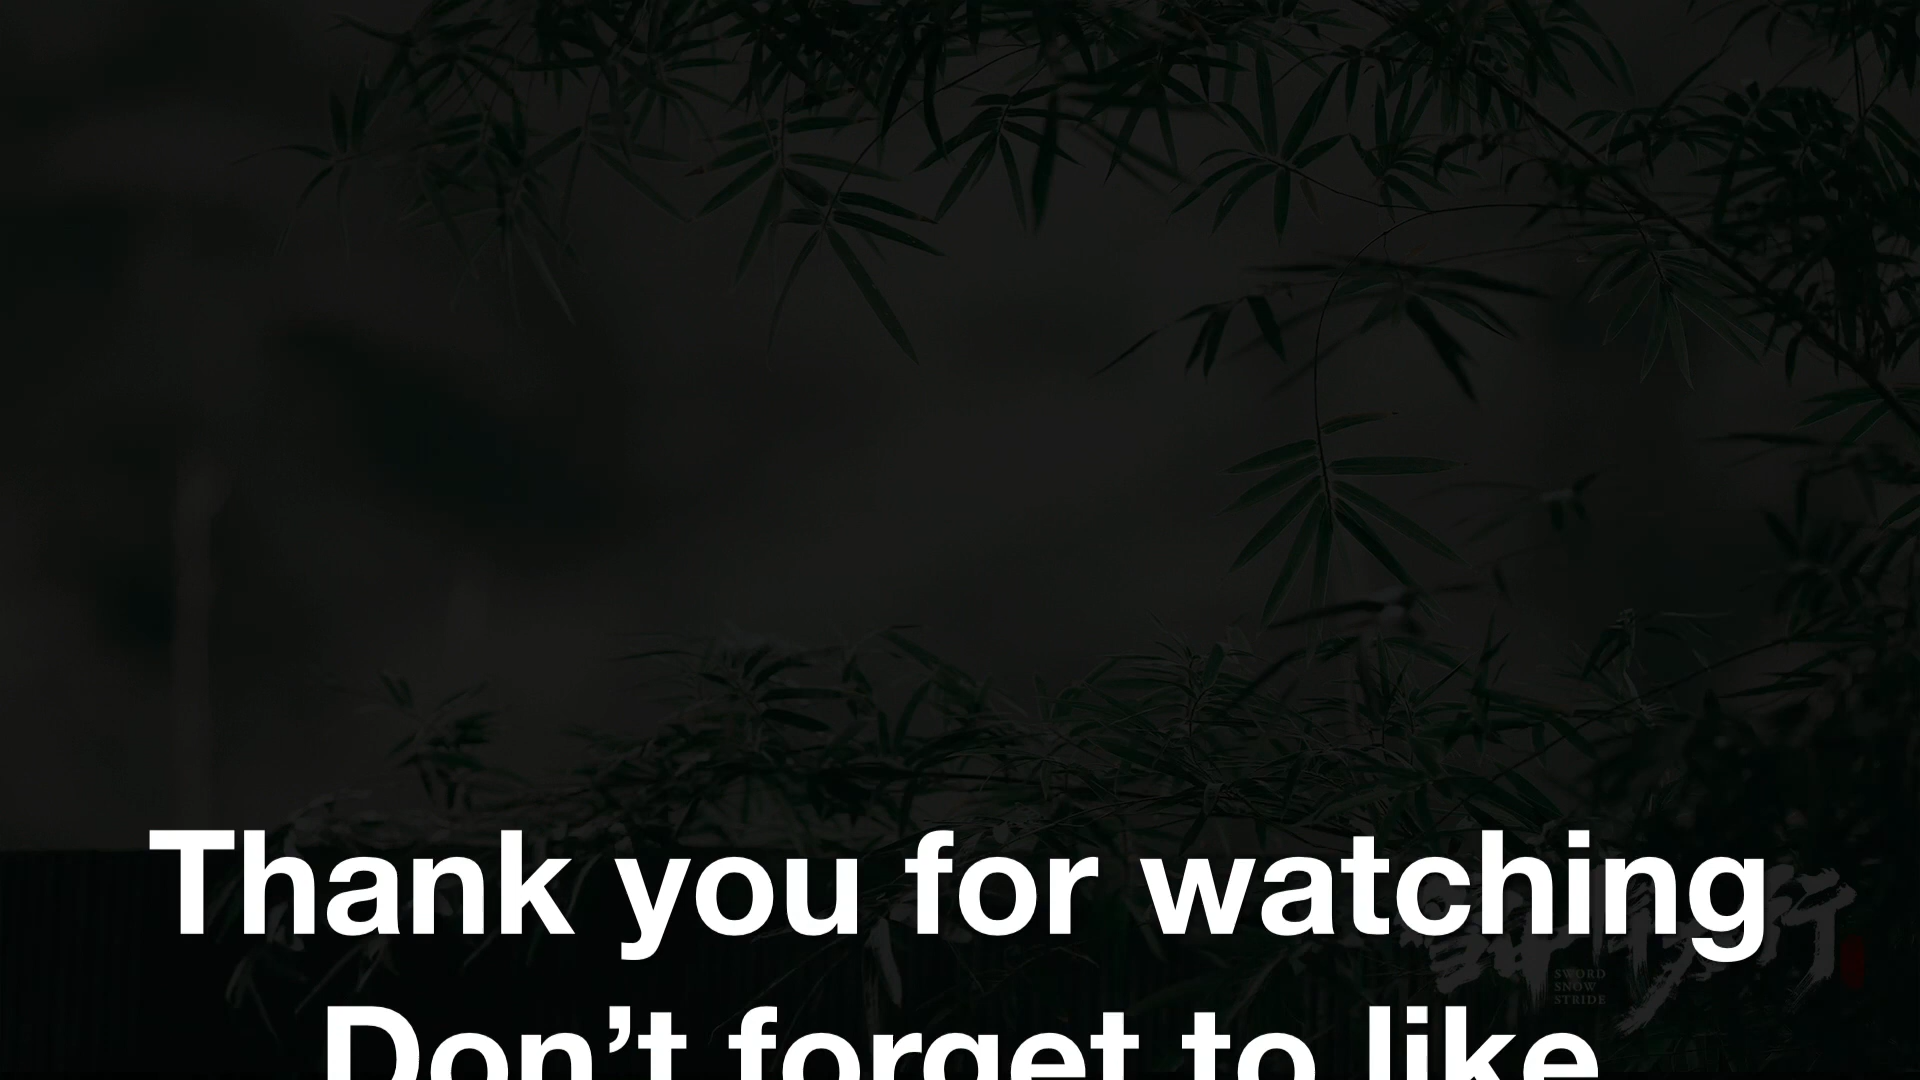 Thank you for watching
SWORD
SNOW
STRIDE
Don’t forget to like